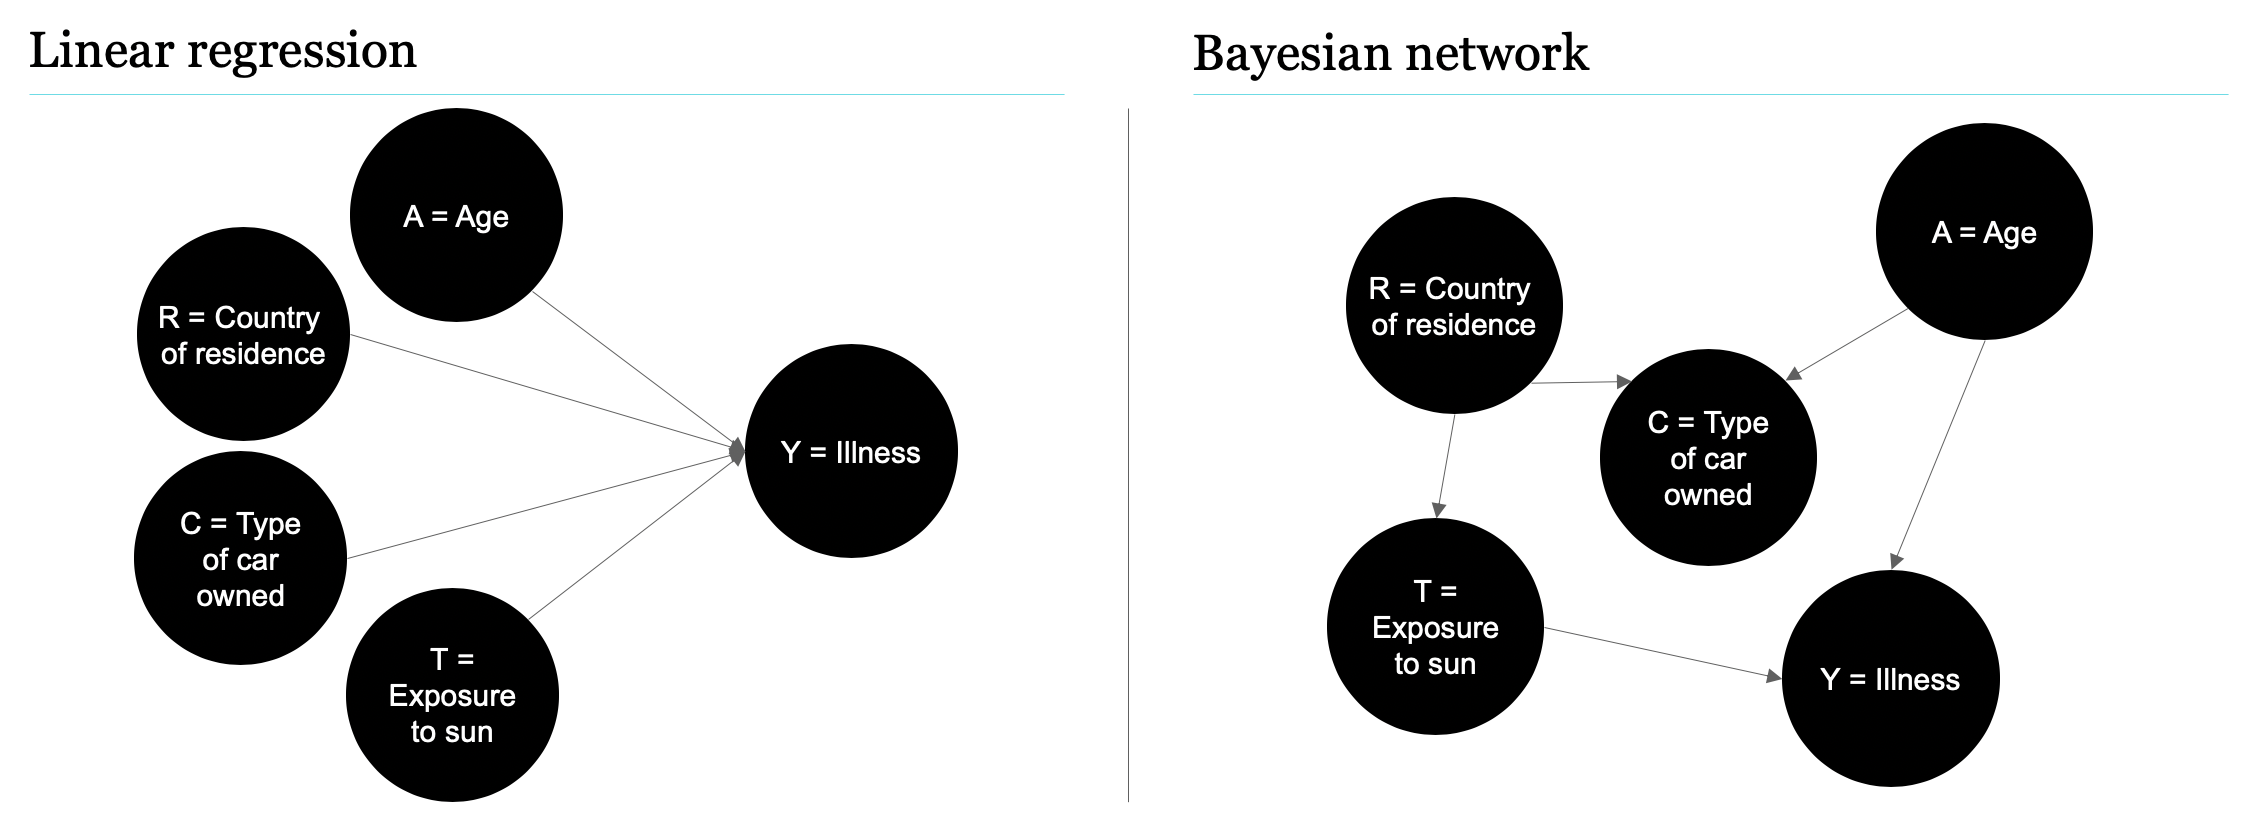 Linear regression
A = Age
R = Country
of residence
Y = Illness
C = Type
of car
owned
T =
Exposure
to sun
Bayesian network
A = Age
R = Country
of residence
C = Type
of car
owned
T =
Exposure
to sun
Y = Illness